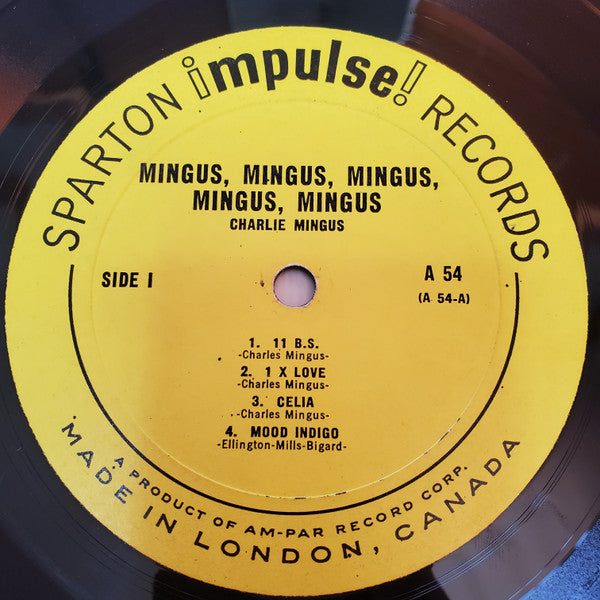 SPARTON impulse! RECORDS
MINGUS, MINGUS, MINGUS,
MINGUS, MINGUS
CHARLIE MINGUS
SIDE I
A 54
(A 54-A)
1. 11 B.S.
-Charles Mingus-
2. 1 X LOVE
-Charles Mingus-
3. CELIA
-Charles Mingus-
4. MOOD INDIGO
-Ellington-Mills-Bigard-
A PRODUCT OF AM-PAR RECORD CORP.
MADE IN LONDON, CANADA